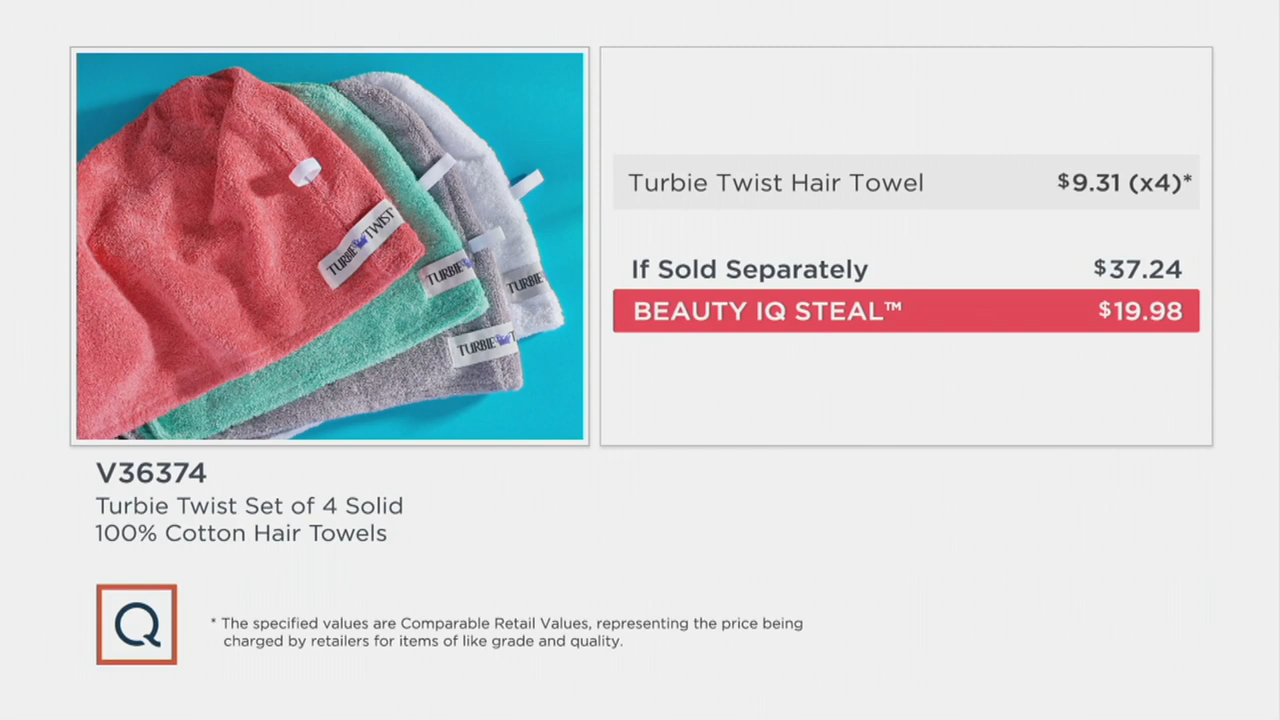 TURBIE TWIST
TURBIE
TURBIE
TURBIE T
Turbie Twist Hair Towel $9.31 (x4)*
If Sold Separately $37.24
BEAUTY IQ STEAL™ $19.98
V36374
Turbie Twist Set of 4 Solid
100% Cotton Hair Towels
Q
* The specified values are Comparable Retail Values, representing the price being
charged by retailers for items of like grade and quality.